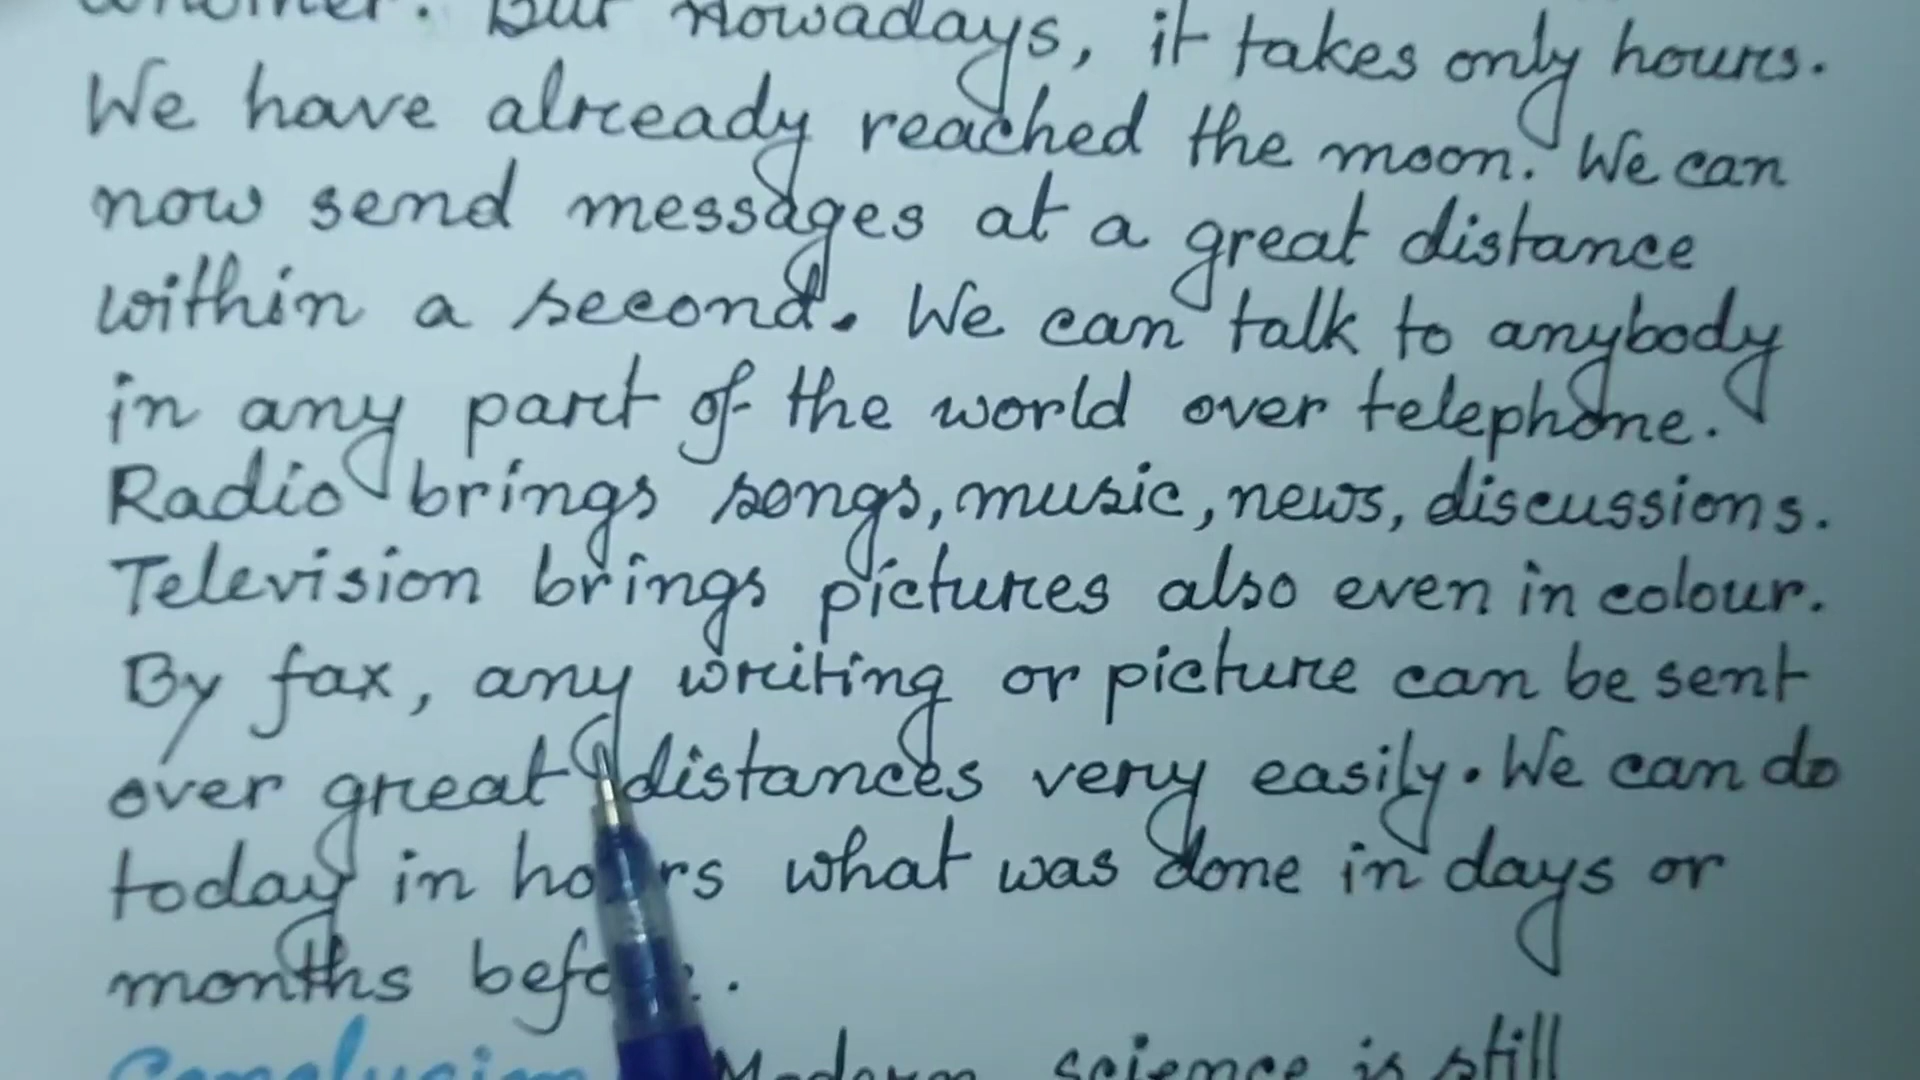 another. But nowadays, it takes only hours.
We have already reached the moon. We can
now send messages at a great distance
within a second. We can talk to anybody
in any part of the world over telephone.
Radio brings songs, music, news, discussions.
Television brings pictures also even in colour.
By fax, any writing or picture can be sent
over great distances very easily. We can do
today in hours what was done in days or
months before.
Conclusion Modern science is still